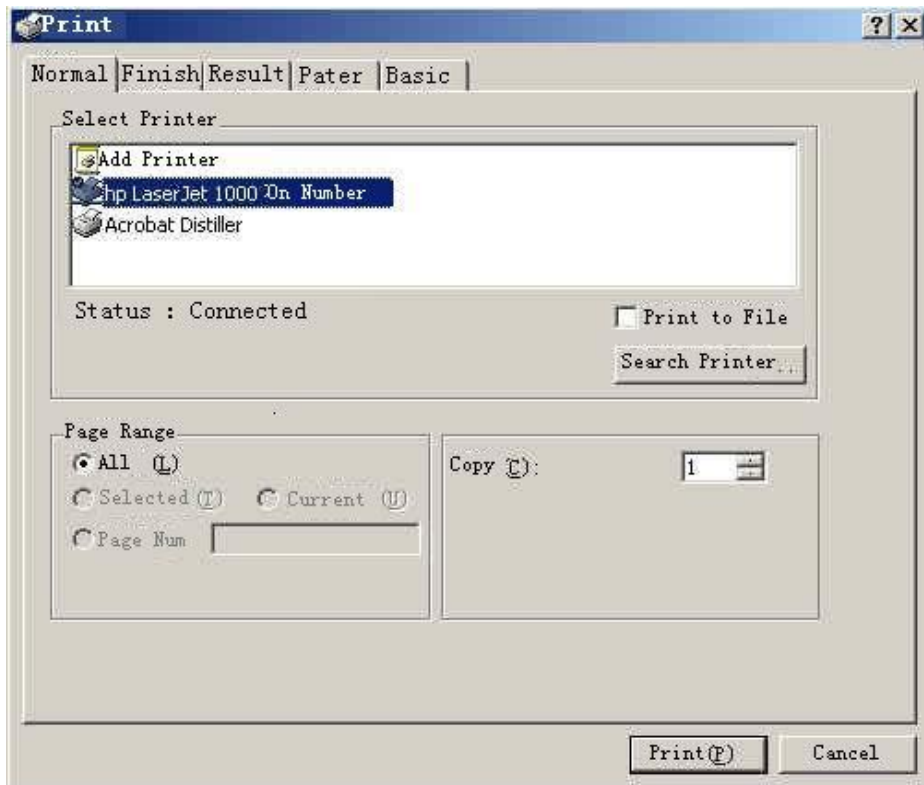 Print
Normal Finish Result Pater Basic
Select Printer
Add Printer
hp LaserJet 1000 On Number
Acrobat Distiller
Status : Connected
Print to File
Search Printer...
Page Range
All (L)
Selected (T) Current (U)
Page Num
Copy (C):
1
Print(P) Cancel